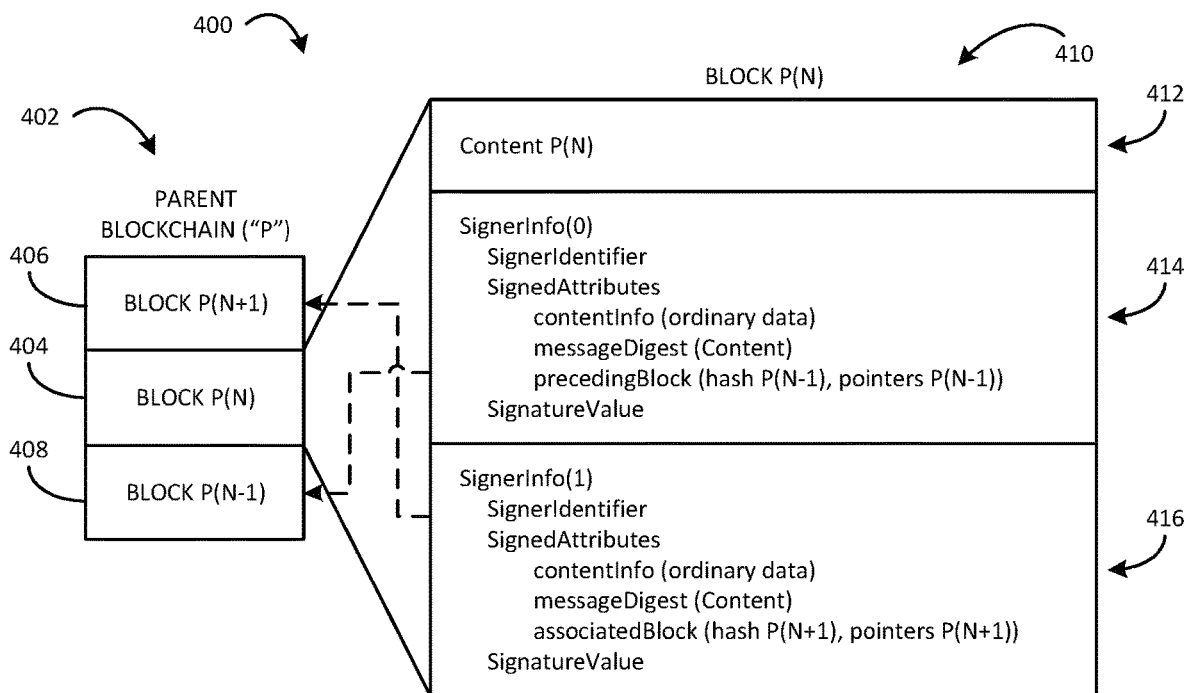 400
402
PARENT
BLOCKCHAIN (“P”)
406
BLOCK P(N+1)
404
BLOCK P(N)
408
BLOCK P(N-1)
410
BLOCK P(N)
412
Content P(N)
414
SignerInfo(0)
SignerIdentifier
SignedAttributes
contentInfo (ordinary data)
messageDigest (Content)
precedingBlock (hash P(N-1), pointers P(N-1))
SignatureValue
416
SignerInfo(1)
SignerIdentifier
SignedAttributes
contentInfo (ordinary data)
messageDigest (Content)
associatedBlock (hash P(N+1), pointers P(N+1))
SignatureValue